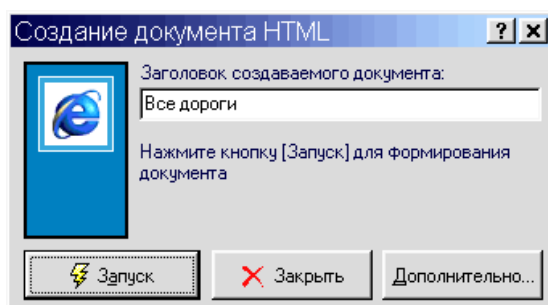 Создание документа HTML
Заголовок создаваемого документа:
Все дороги
Нажмите кнопку [Запуск] для формирования
документа
Запуск
Закрыть
Дополнительно...